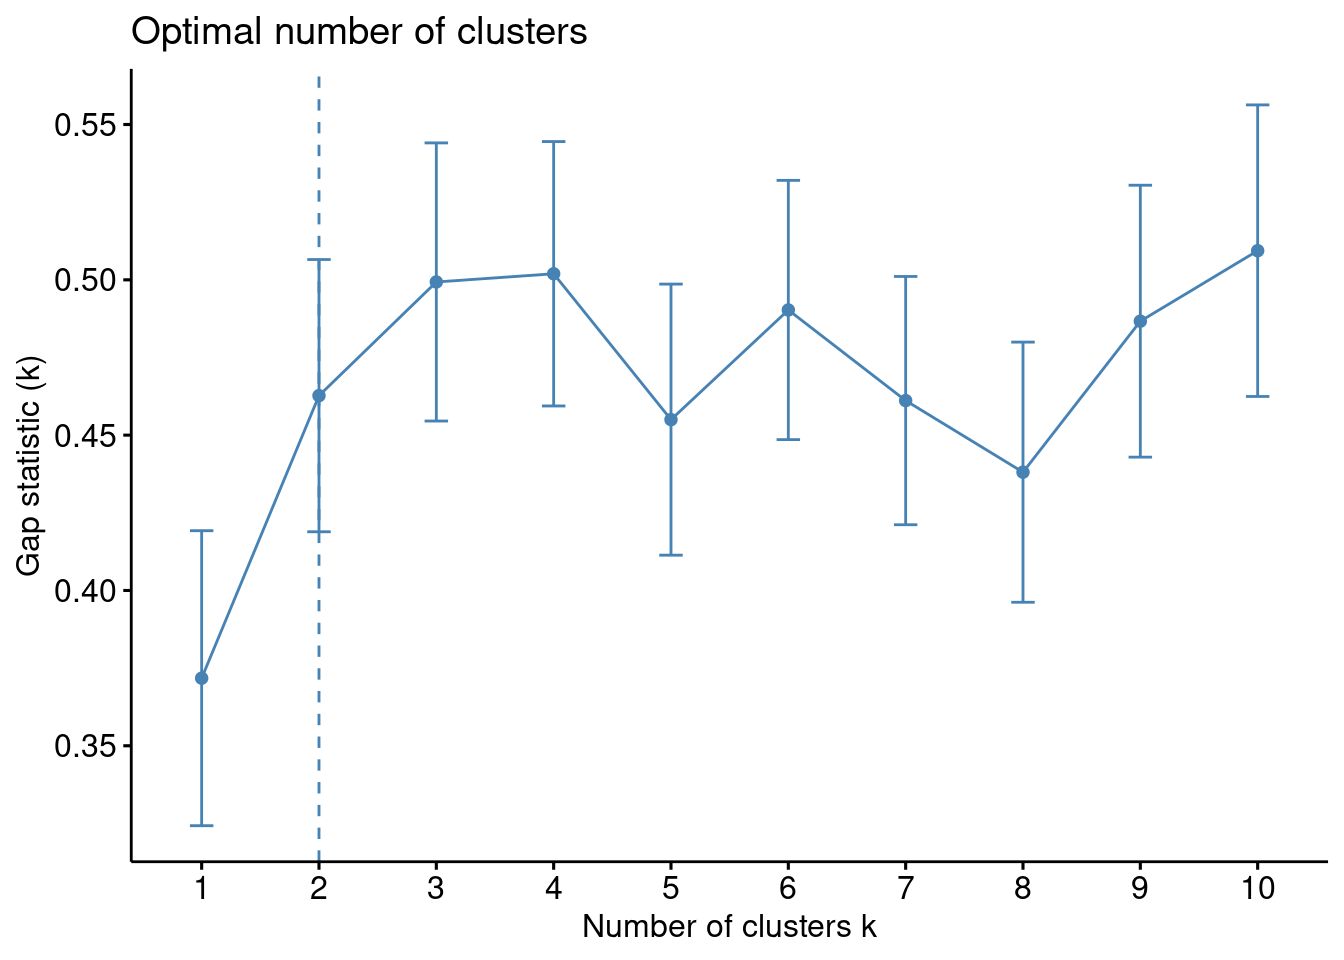 Optimal number of clusters
0.55
0.50
0.45
0.40
0.35
Gap statistic (k)
1 2 3 4 5 6 7 8 9 10
Number of clusters k